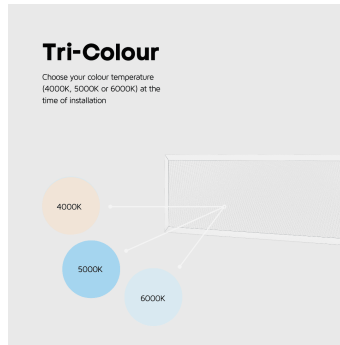 Tri-Colour
Choose your colour temperature
(4000K, 5000K or 6000K) at the
time of installation
4000K
5000K
6000K